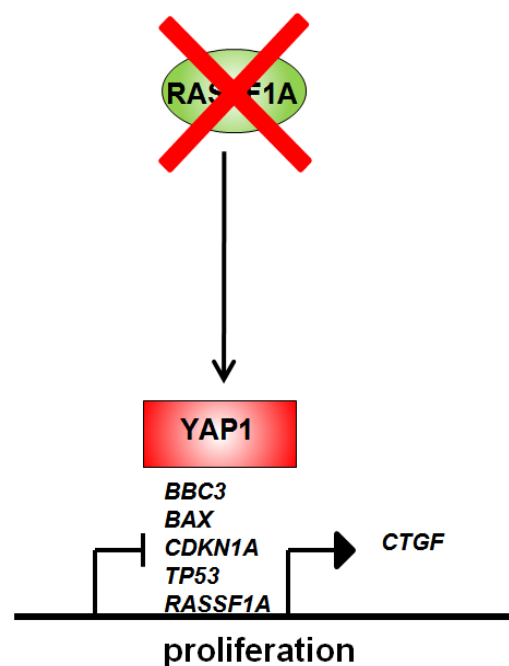 RASSF1A
YAP1
BBC3
BAX
CDKN1A
TP53
RASSF1A
CTGF
proliferation